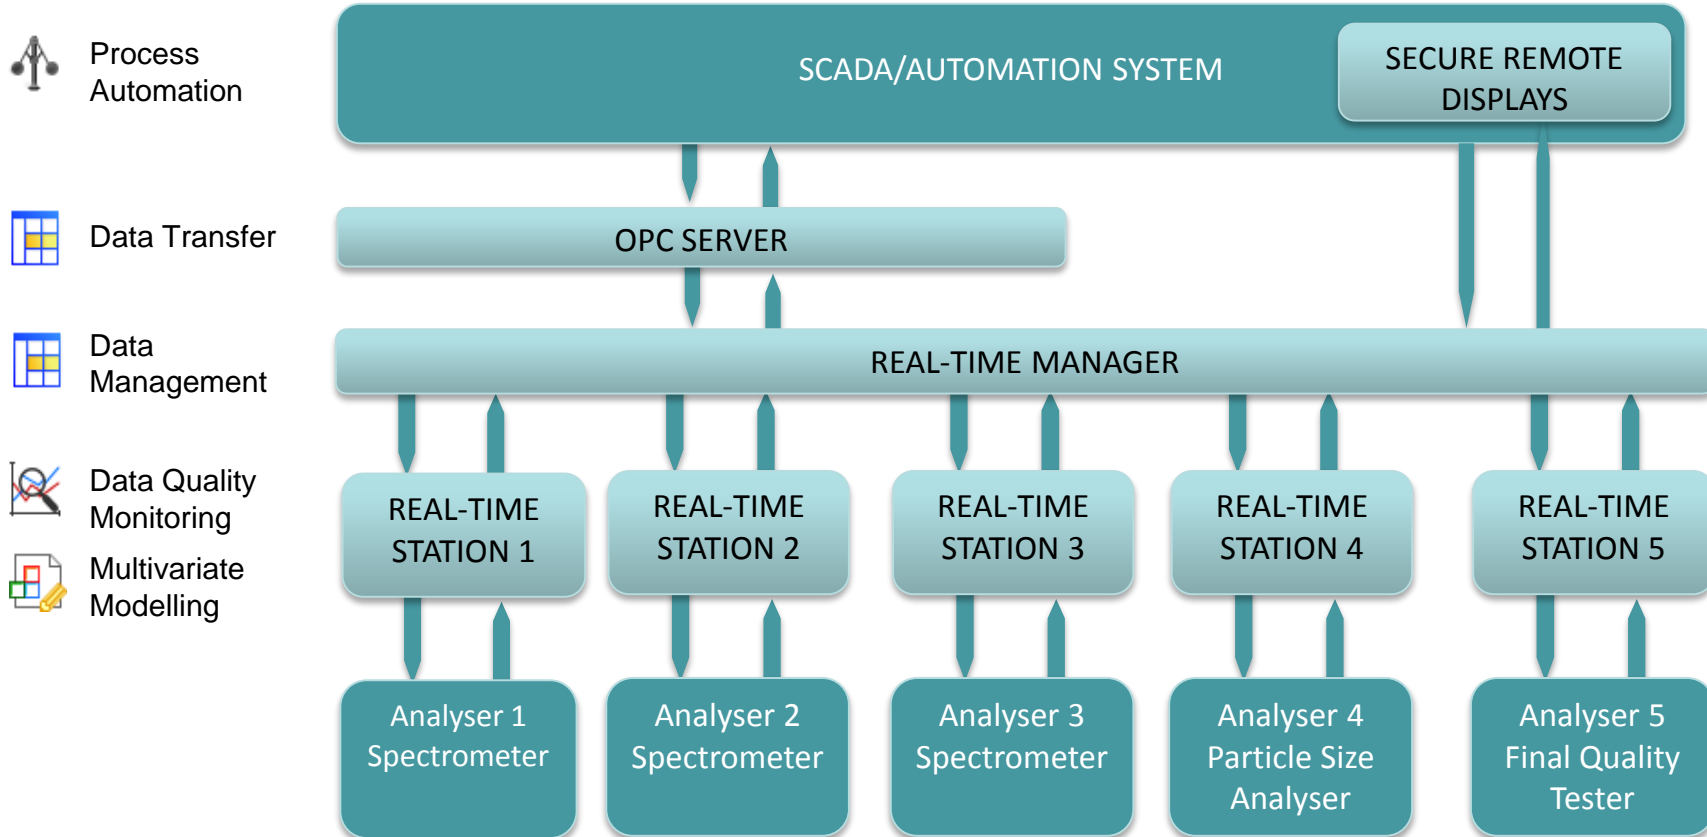 Process
Automation
SCADA/AUTOMATION SYSTEM
SECURE REMOTE
DISPLAYS
Data Transfer
OPC SERVER
Data
Management
REAL-TIME MANAGER
Data Quality
Monitoring
Multivariate
Modelling
REAL-TIME
STATION 1
REAL-TIME
STATION 2
REAL-TIME
STATION 3
REAL-TIME
STATION 4
REAL-TIME
STATION 5
Analyser 1
Spectrometer
Analyser 2
Spectrometer
Analyser 3
Spectrometer
Analyser 4
Particle Size
Analyser
Analyser 5
Final Quality
Tester